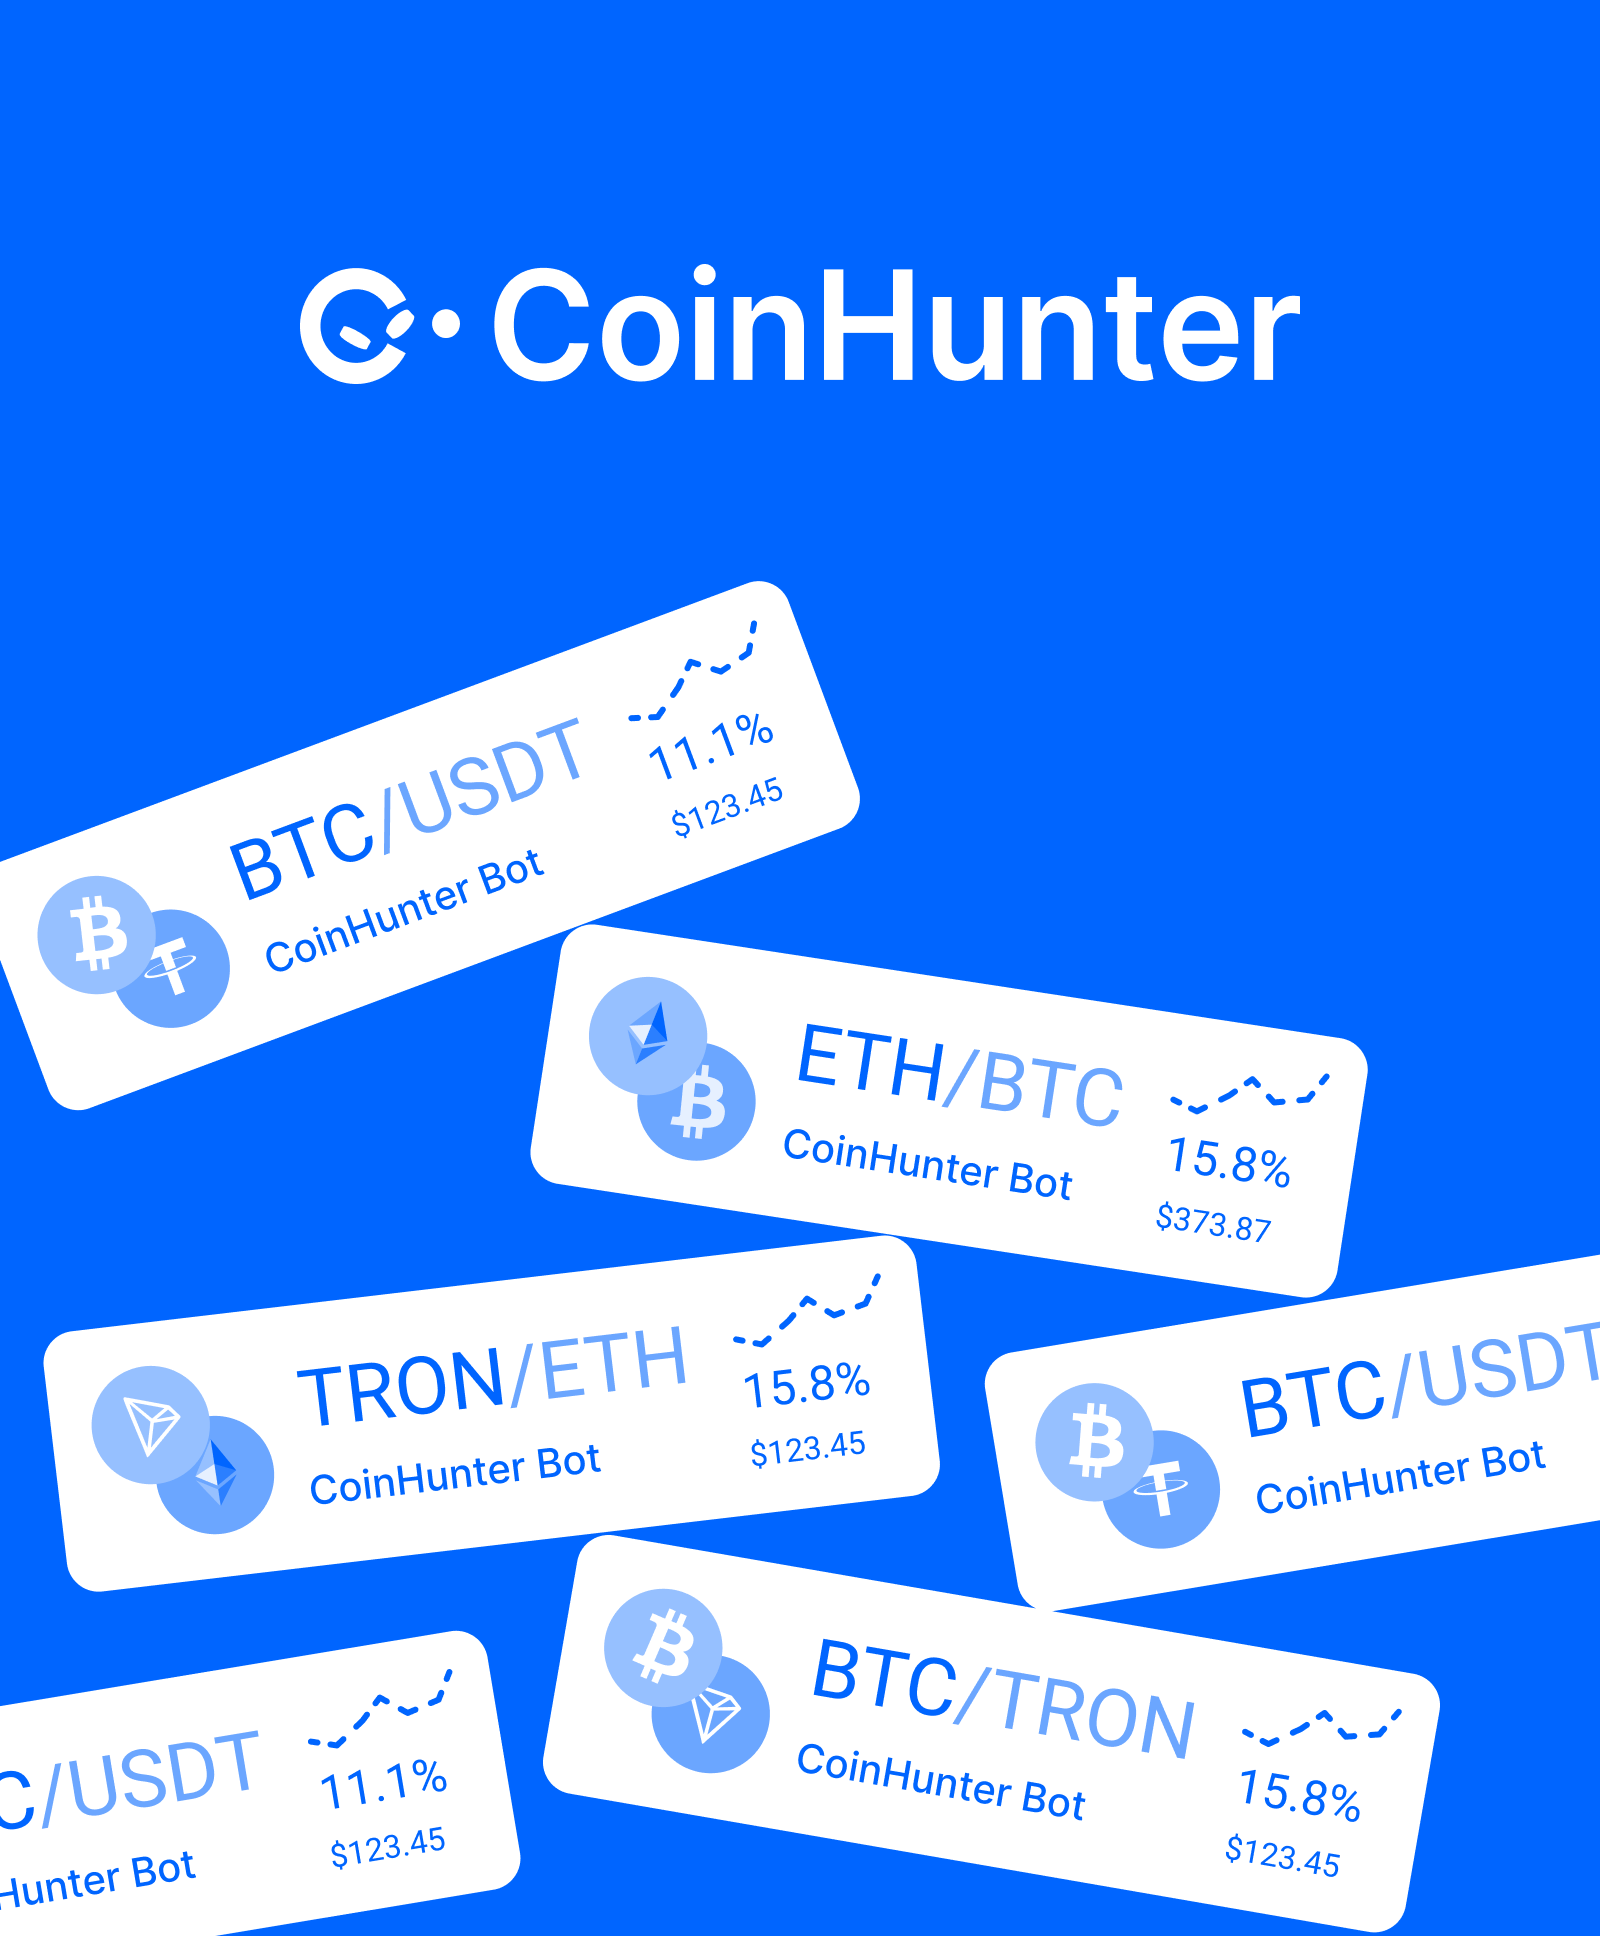 CoinHunter
BTC/USDT
CoinHunter Bot
11.1%
$123.45
ETH/BTC
CoinHunter Bot
15.8%
$373.87
TRON/ETH
CoinHunter Bot
15.8%
$123.45
BTC/USDT
CoinHunter Bot
C/USDT
Hunter Bot
11.1%
$123.45
BTC/TRON
CoinHunter Bot
15.8%
$123.45